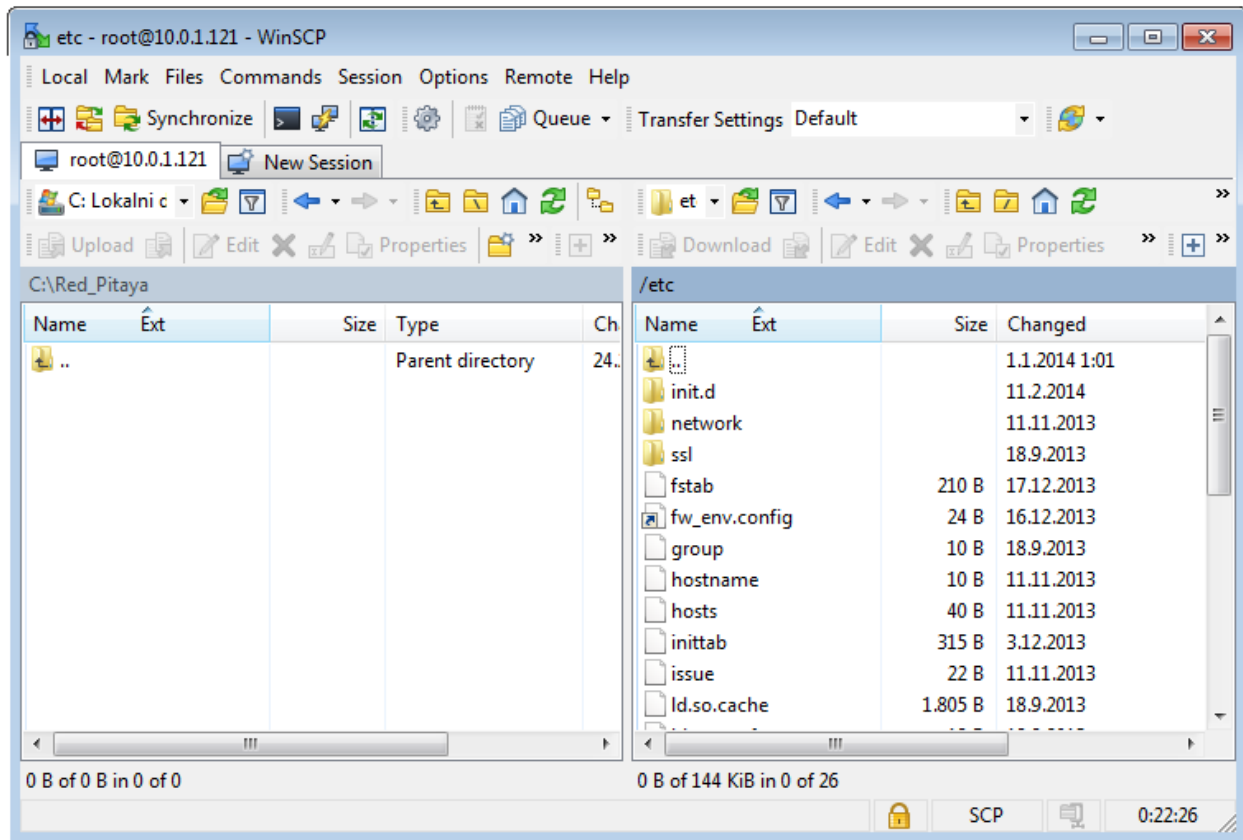 etc - root@10.0.1.121 - WinSCP
Local Mark Files Commands Session Options Remote Help
Synchronize Queue Transfer Settings Default
root@10.0.1.121 New Session
C: Lokalni et
Upload Edit Properties » » Download Edit Properties » »
C:\Red_Pitaya /etc
Name Ext Size Type Ch Name Ext Size Changed
.. Parent directory 24. .. 1.1.2014 1:01
init.d 11.2.2014
network 11.11.2013
ssl 18.9.2013
fstab 210 B 17.12.2013
fw_env.config 24 B 16.12.2013
group 10 B 18.9.2013
hostname 10 B 11.11.2013
hosts 40 B 11.11.2013
inittab 315 B 3.12.2013
issue 22 B 11.11.2013
ld.so.cache 1.805 B 18.9.2013
0 B of 0 B in 0 of 0 0 B of 144 KiB in 0 of 26
SCP 0:22:26